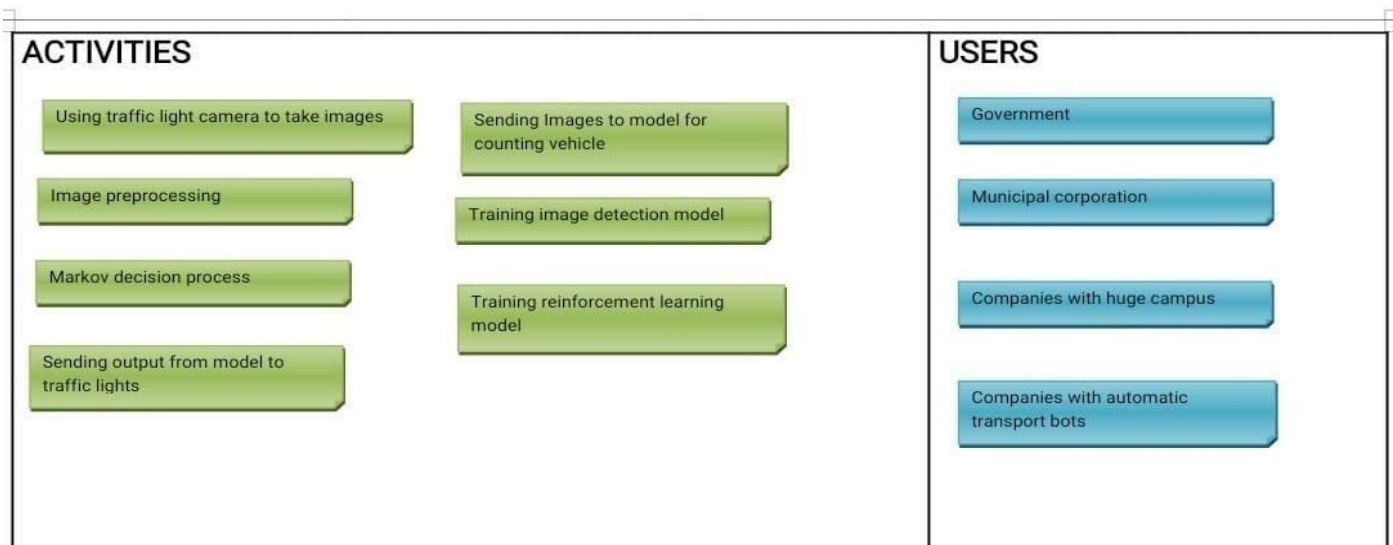 ACTIVITIES
Using traffic light camera to take images
Image preprocessing
Markov decision process
Sending output from model to
traffic lights
Sending Images to model for
counting vehicle
Training image detection model
Training reinforcement learning
model
USERS
Government
Municipal corporation
Companies with huge campus
Companies with automatic
transport bots